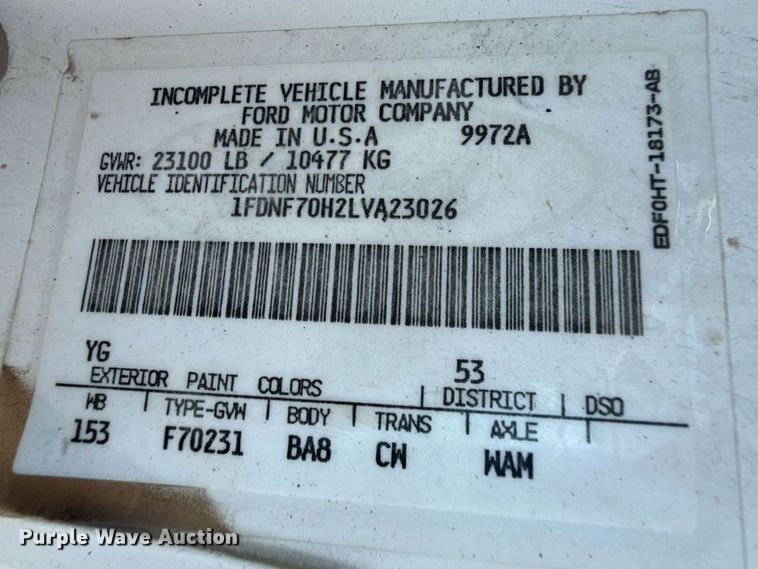 INCOMPLETE VEHICLE MANUFACTURED BY
FORD MOTOR COMPANY
MADE IN U.S.A 9972A
GVWR: 23100 LB / 10477 KG
VEHICLE IDENTIFICATION NUMBER
1FDNF70H2LVA23026
EDF0HT-18173-AB
YG 53
EXTERIOR PAINT COLORS DISTRICT DSO
WB TYPE-GVW BODY TRANS AXLE
153 F70231 BA8 CW WAM
Purple Wave Auction